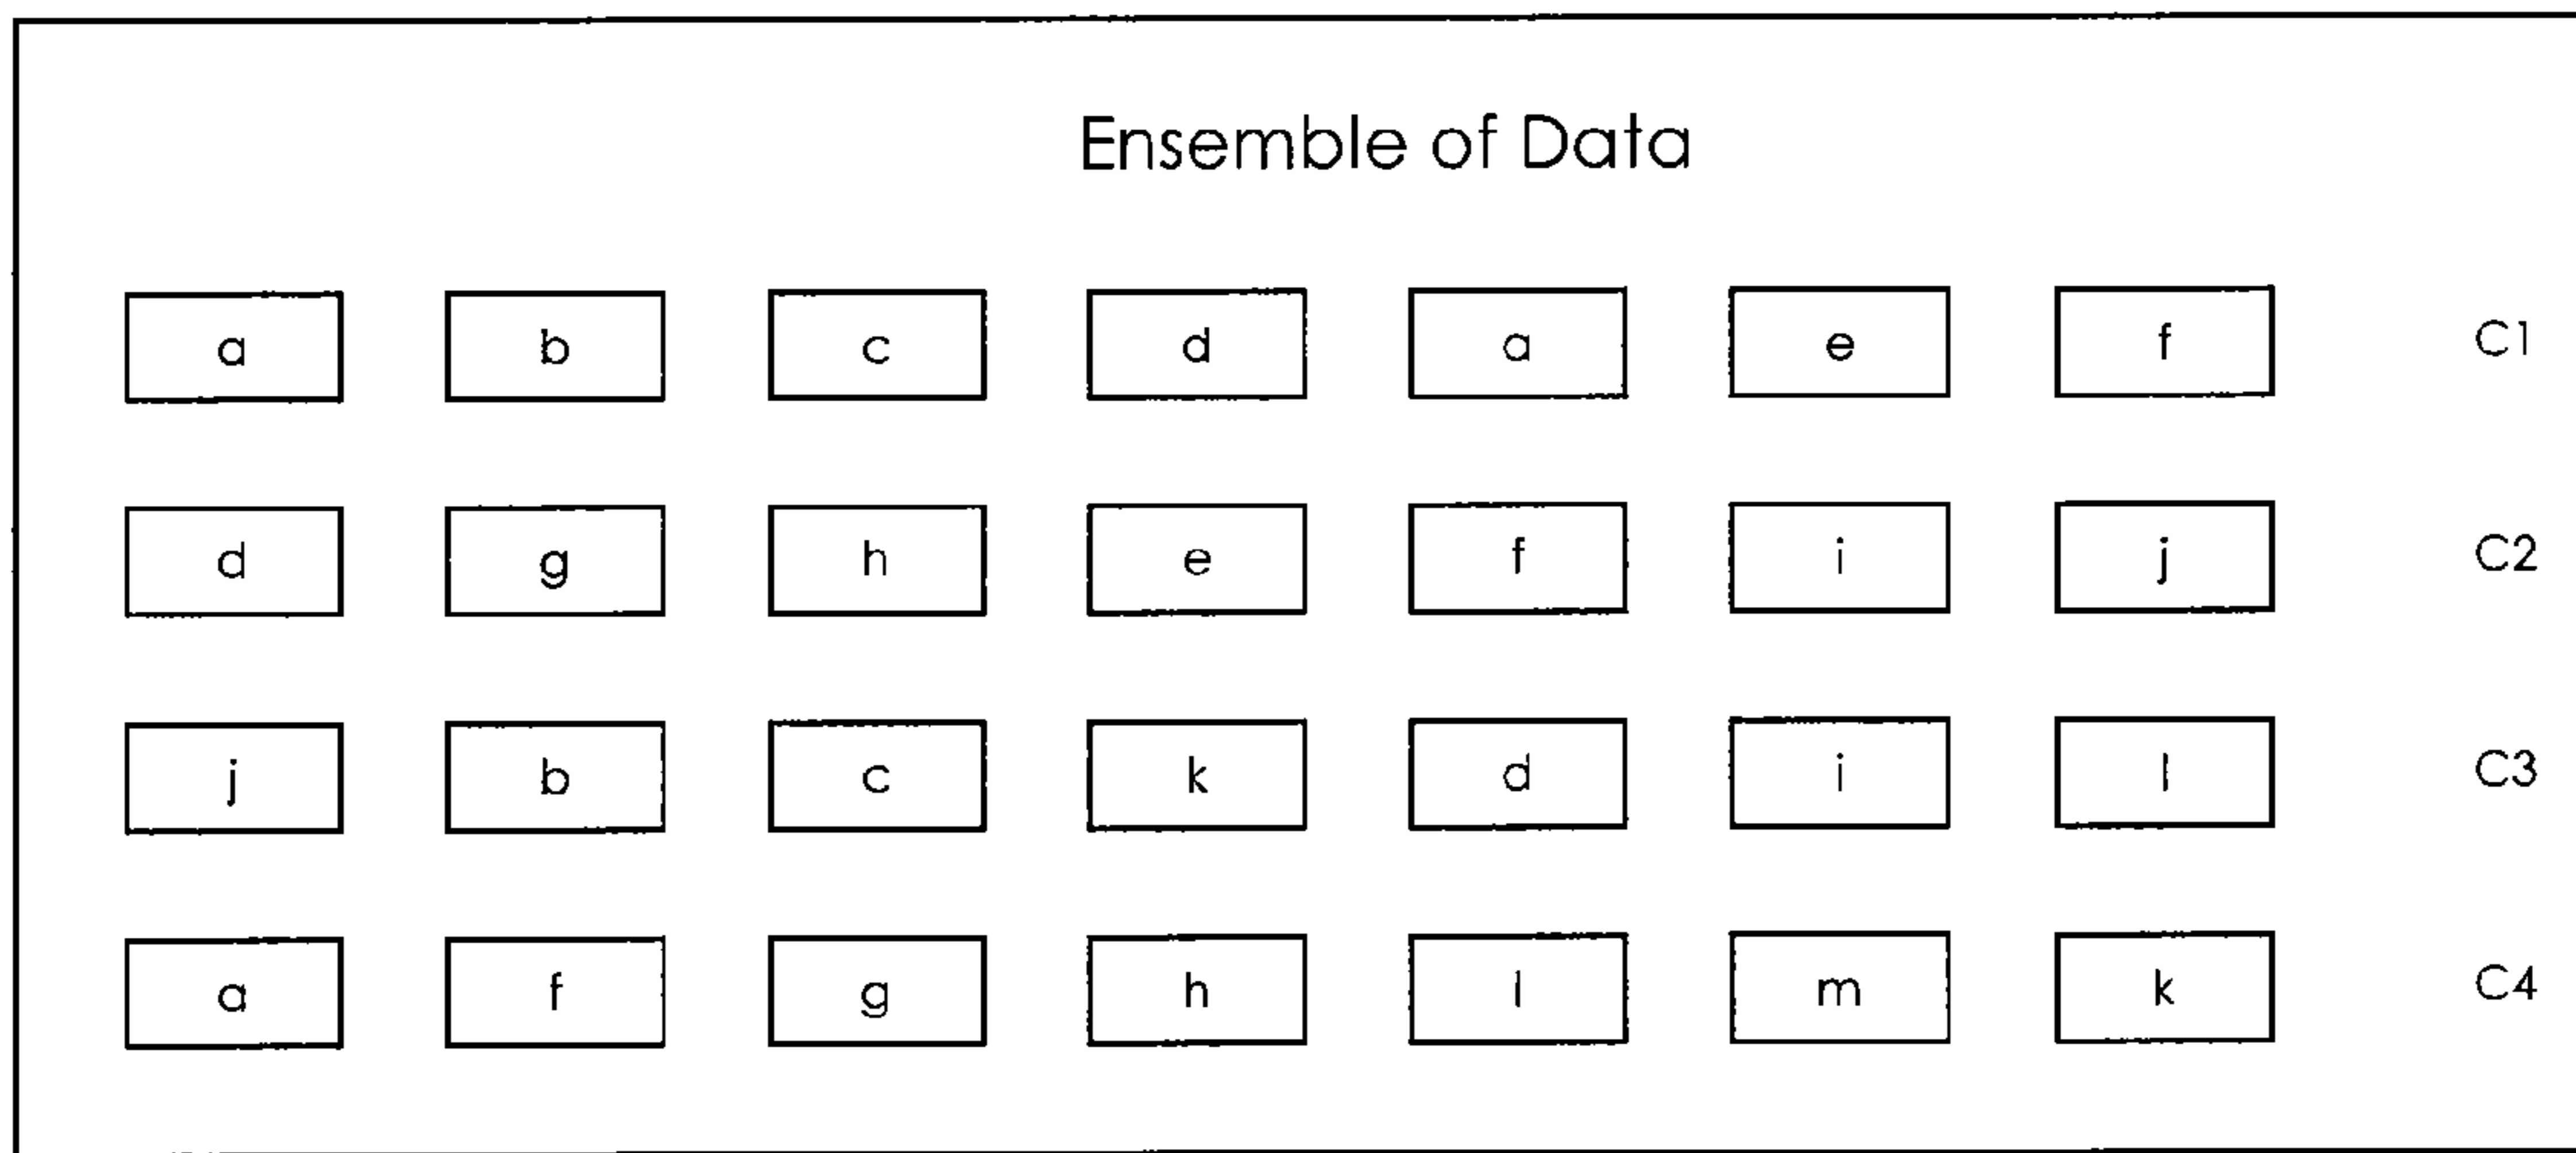 Ensemble of Data
a b c d a e f C1
d g h e f i j C2
j b c k d i l C3
a f g h l m k C4